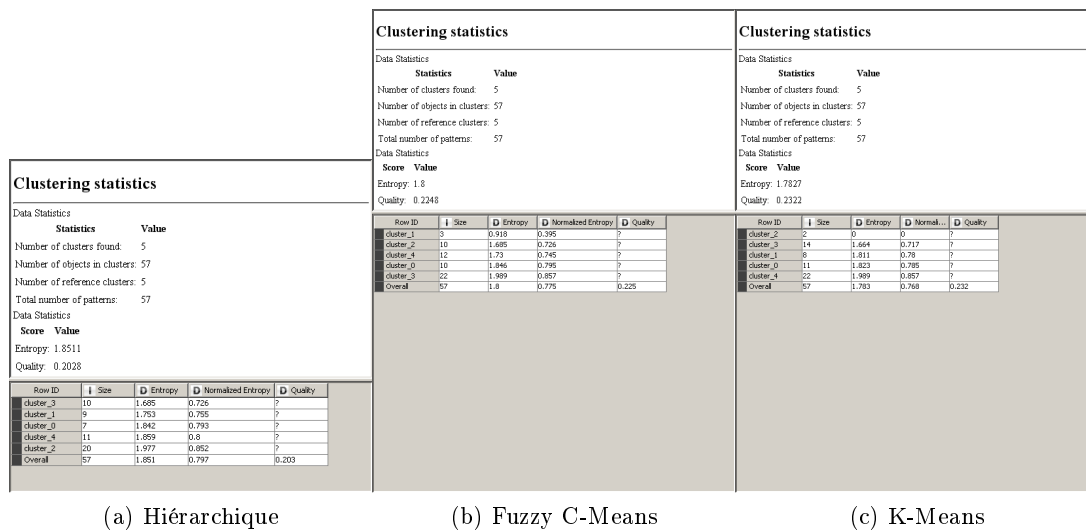 Clustering statistics
Data Statistics
Statistics Value
Number of clusters found: 5
Number of objects in clusters: 57
Number of reference clusters: 5
Total number of patterns: 57
Data Statistics
Score Value
Entropy: 1.8511
Quality: 0.2028
Row ID I Size D Entropy D Normalized Entropy D Quality
cluster_3 10 1.685 0.726 ?
cluster_1 9 1.753 0.755 ?
cluster_0 7 1.842 0.793 ?
cluster_4 11 1.859 0.8 ?
cluster_2 20 1.977 0.852 ?
Overall 57 1.851 0.797 0.203
(a) Hiérarchique
Clustering statistics
Data Statistics
Statistics Value
Number of clusters found: 5
Number of objects in clusters: 57
Number of reference clusters: 5
Total number of patterns: 57
Data Statistics
Score Value
Entropy: 1.8
Quality: 0.2248
Row ID I Size D Entropy D Normalized Entropy D Quality
cluster_1 3 0.918 0.395 ?
cluster_2 10 1.685 0.726 ?
cluster_4 12 1.73 0.745 ?
cluster_0 10 1.846 0.795 ?
cluster_3 22 1.989 0.857 ?
Overall 57 1.8 0.775 0.225
(b) Fuzzy C-Means
Clustering statistics
Data Statistics
Statistics Value
Number of clusters found: 5
Number of objects in clusters: 57
Number of reference clusters: 5
Total number of patterns: 57
Data Statistics
Score Value
Entropy: 1.7827
Quality: 0.2322
Row ID I Size D Entropy D Normali... D Quality
cluster_2 2 0 0 ?
cluster_3 14 1.664 0.717 ?
cluster_1 8 1.811 0.78 ?
cluster_0 11 1.823 0.785 ?
cluster_4 22 1.989 0.857 ?
Overall 57 1.783 0.768 0.232
(c) K-Means